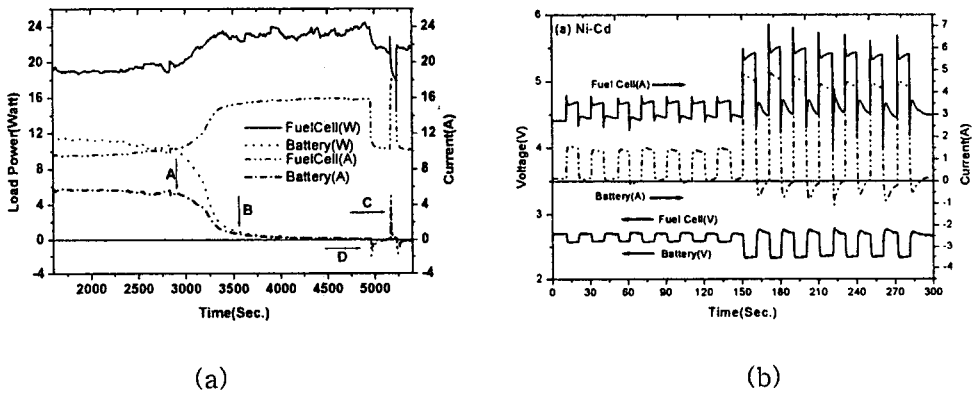 24
20
16
12
8
4
0
-4
Load Power(Watt)
2000 2500 3000 3500 4000 4500 5000
Time(Sec.)
24
20
16
12
8
4
0
-4
Current(A)
FuelCell(W)
Battery(W)
FuelCell(A)
Battery(A)
A
B
C
D
(a)
(a) Ni-Cd
6
5
4
3
2
Voltage(V)
0 30 60 90 120 150 180 210 240 270 300
Time(Sec.)
7
6
5
4
3
2
1
0
-1
-2
-3
-4
Current(A)
Fuel Cell(A)
Battery(A)
Fuel Cell(V)
Battery(V)
(b)